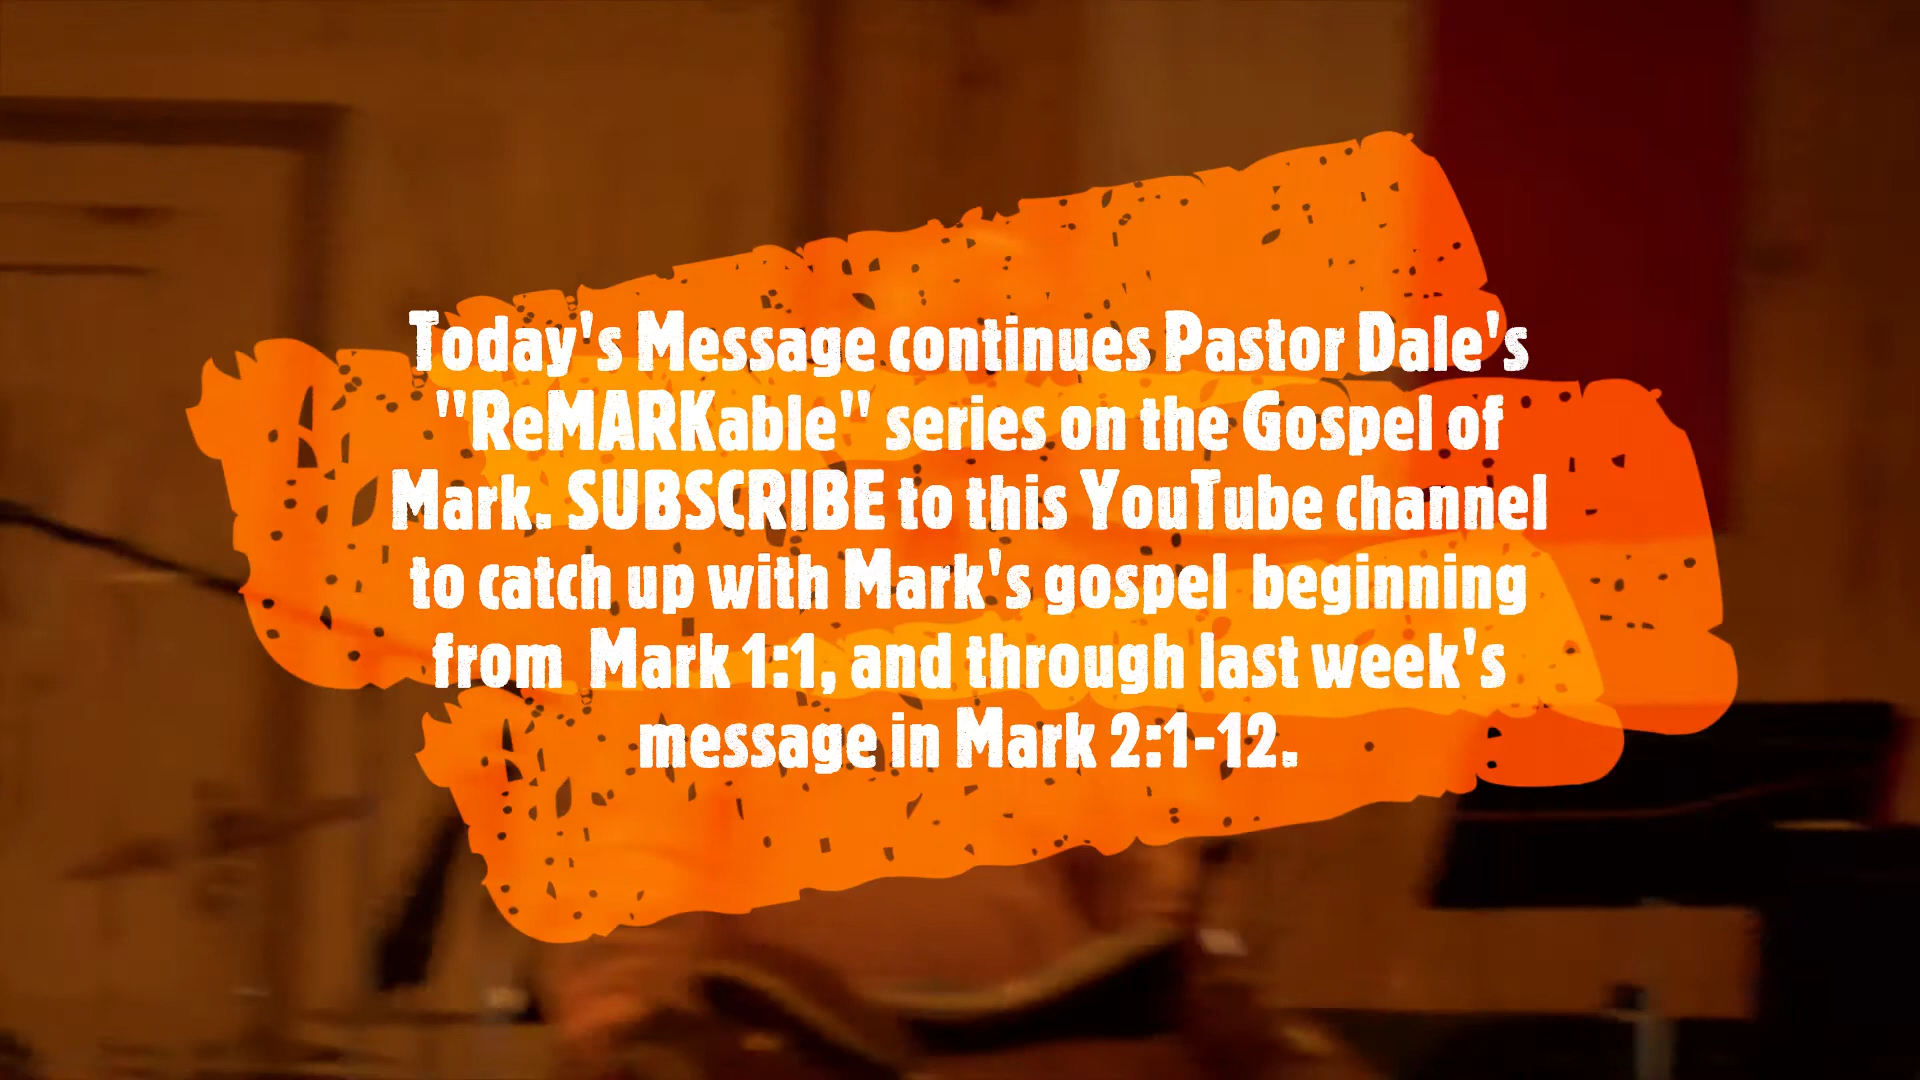 Today's Message continues Pastor Dale's
"ReMARKable" series on the Gospel of
Mark. SUBSCRIBE to this YouTube channel
to catch up with Mark's gospel  beginning
from  Mark 1:1, and through last week's
message in Mark 2:1-12.